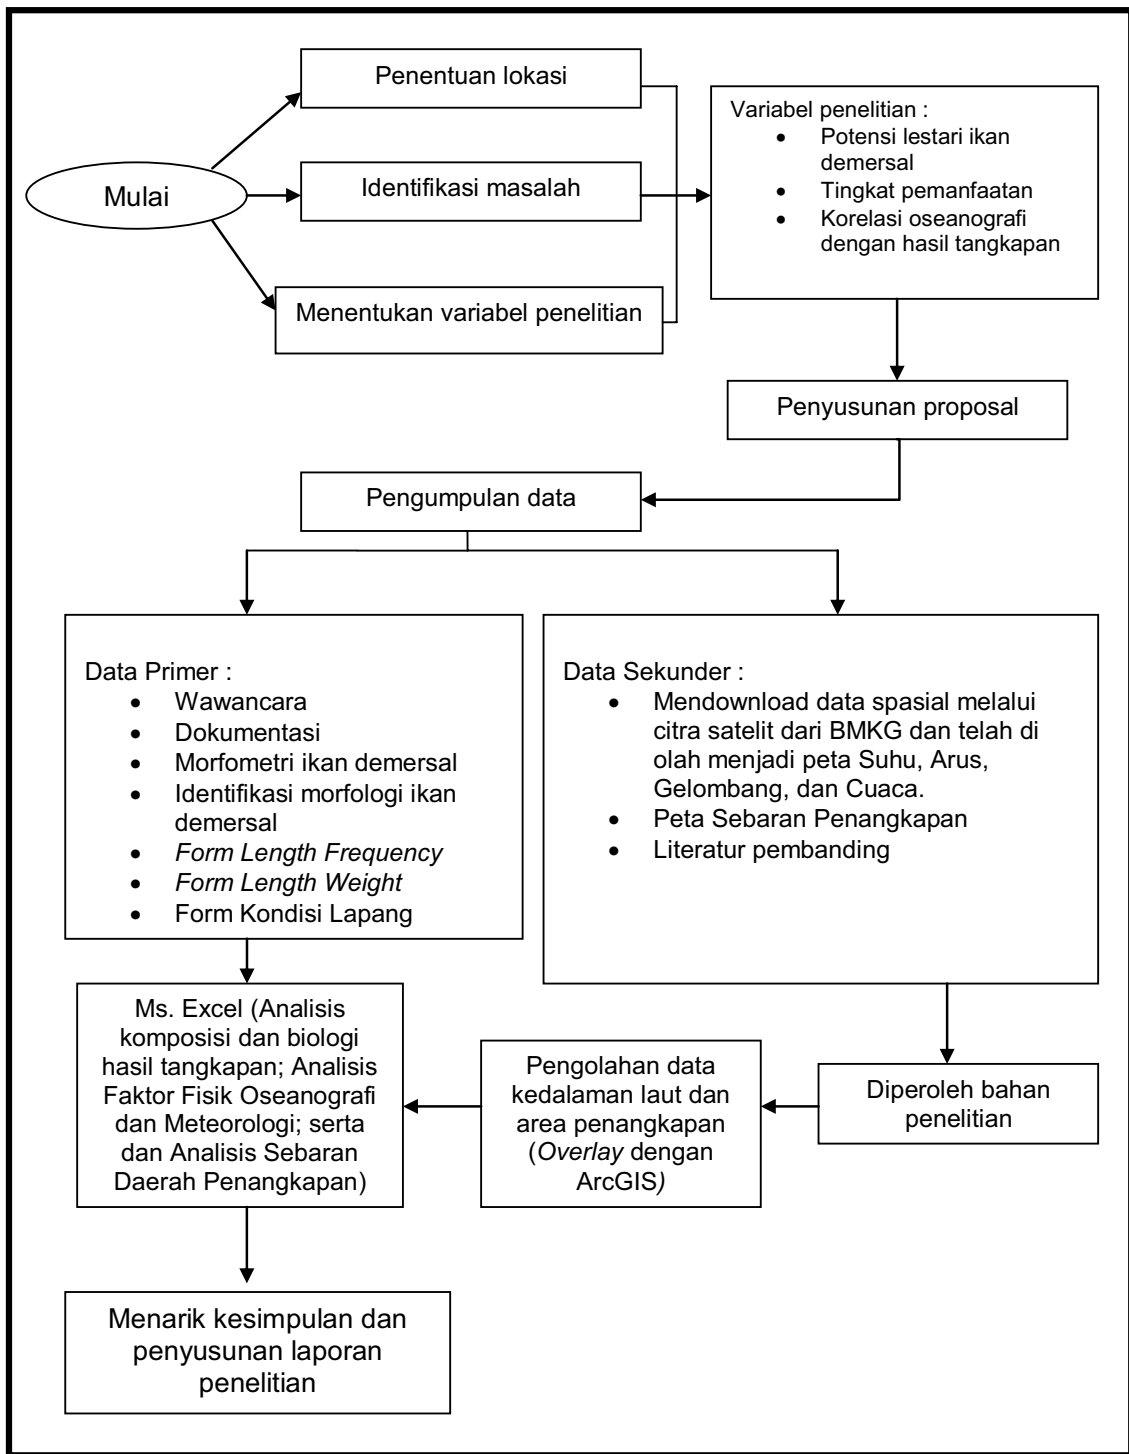 Penentuan lokasi
Mulai
Identifikasi masalah
Menentukan variabel penelitian
Variabel penelitian :
• Potensi lestari ikan
demersal
• Tingkat pemanfaatan
• Korelasi oseanografi
dengan hasil tangkapan
Penyusunan proposal
Pengumpulan data
Data Primer :
• Wawancara
• Dokumentasi
• Morfometri ikan demersal
• Identifikasi morfologi ikan
demersal
• Form Length Frequency
• Form Length Weight
• Form Kondisi Lapang
Data Sekunder :
• Mendownload data spasial melalui
citra satelit dari BMKG dan telah di
olah menjadi peta Suhu, Arus,
Gelombang, dan Cuaca.
• Peta Sebaran Penangkapan
• Literatur pembanding
Ms. Excel (Analisis
komposisi dan biologi
hasil tangkapan; Analisis
Faktor Fisik Oseanografi
dan Meteorologi; serta
dan Analisis Sebaran
Daerah Penangkapan)
Pengolahan data
kedalaman laut dan
area penangkapan
(Overlay dengan
ArcGIS)
Diperoleh bahan
penelitian
Menarik kesimpulan dan
penyusunan laporan
penelitian